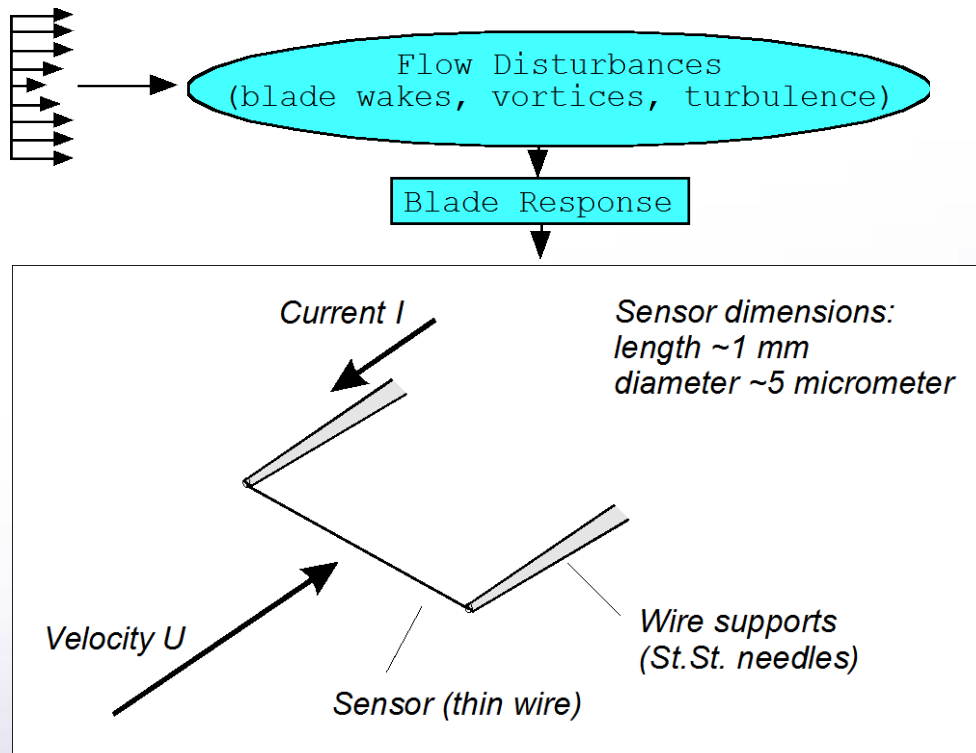 Flow Disturbances
(blade wakes, vortices, turbulence)
Blade Response
Current I
Sensor dimensions:
length ~1 mm
diameter ~5 micrometer
Velocity U
Wire supports
(St.St. needles)
Sensor (thin wire)